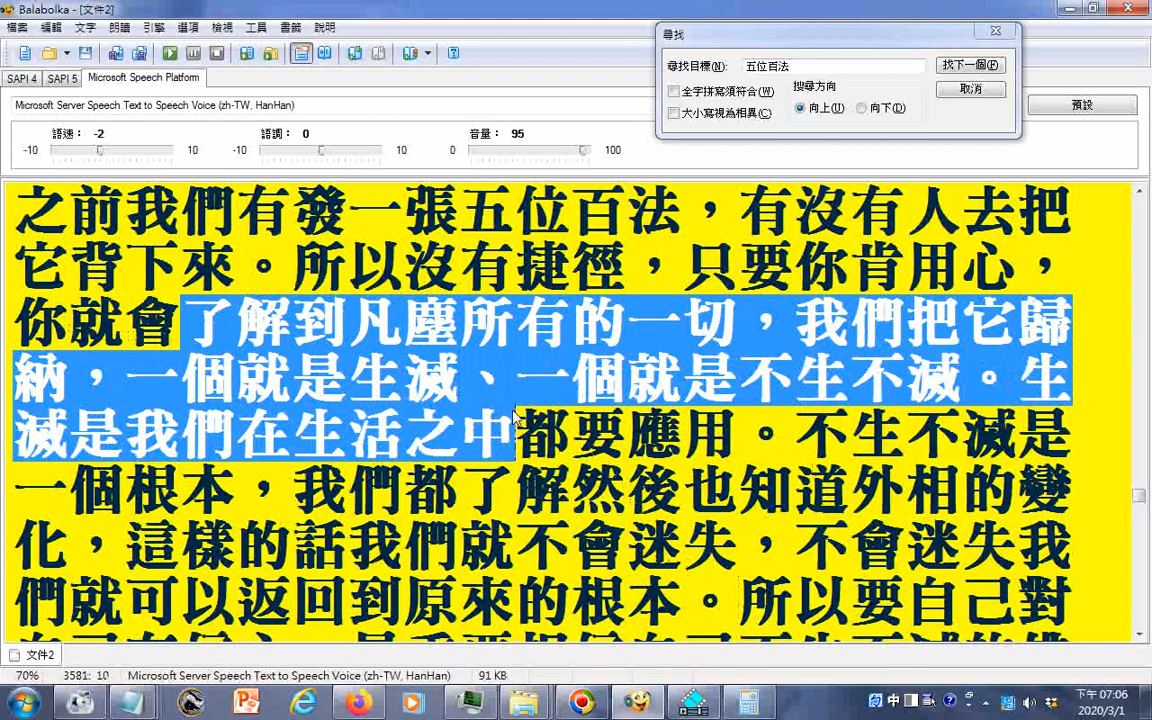 Balabolka - [文件2]
檔案 編輯 文字 朗讀 引擎 選項 檢視 工具 書籤 說明
SAPI 4 SAPI 5 Microsoft Speech Platform
Microsoft Server Speech Text to Speech Voice (zh-TW, HanHan)
預設
語速： -2 語調： 0 音量： 95
-10 10 -10 10 0 100
尋找
尋找目標(N): 五位百法 找下一個(F)
全字拼寫須符合(W) 搜尋方向 取消
大小寫視為相異(C) 向上(U) 向下(D)
之前我們有發一張五位百法，有沒有人去把
它背下來。所以沒有捷徑，只要你肯用心，
你就會了解到凡塵所有的一切，我們把它歸
納，一個就是生滅、一個就是不生不滅。生
滅是我們在生活之中都要應用。不生不滅是
一個根本，我們都了解然後也知道外相的變
化，這樣的話我們就不會迷失，不會迷失我
們就可以返回到原來的根本。所以要自己對
文件2
70% 3581: 10 Microsoft Server Speech Text to Speech Voice (zh-TW, HanHan) 91 KB
中
下午 07:06
2020/3/1